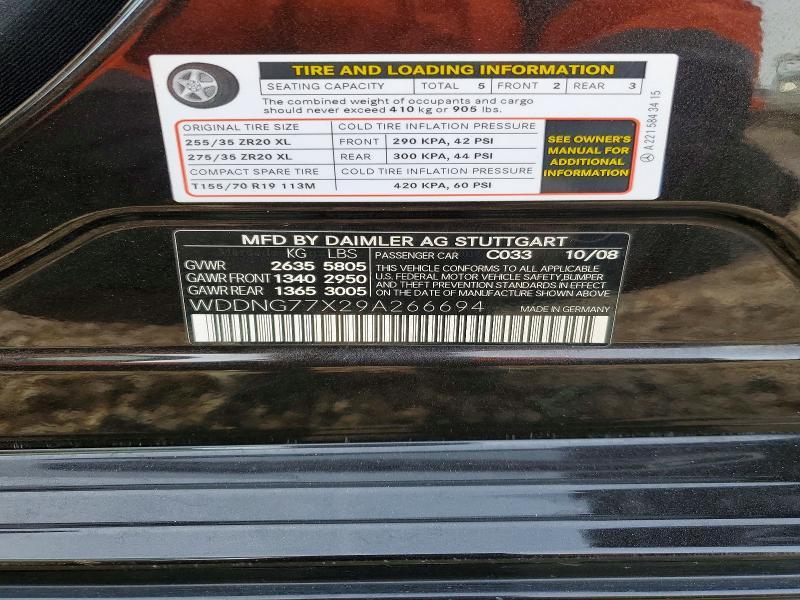 TIRE AND LOADING INFORMATION
SEATING CAPACITY TOTAL 5 FRONT 2 REAR 3
The combined weight of occupants and cargo
should never exceed 410 kg or 905 lbs.
ORIGINAL TIRE SIZE COLD TIRE INFLATION PRESSURE
255/35 ZR20 XL FRONT 290 KPA, 42 PSI
275/35 ZR20 XL REAR 300 KPA, 44 PSI
COMPACT SPARE TIRE COLD TIRE INFLATION PRESSURE
T155/70 R19 113M 420 KPA, 60 PSI
SEE OWNER'S
MANUAL FOR
ADDITIONAL
INFORMATION
A 221 584 34 15
MFD BY DAIMLER AG STUTTGART
KG LBS PASSENGER CAR C033 10/08
GVWR 2635 5805
GAWR FRONT 1340 2950
GAWR REAR 1365 3005
THIS VEHICLE CONFORMS TO ALL APPLICABLE
U.S. FEDERAL MOTOR VEHICLE SAFETY, BUMPER
AND THEFT PREVENTION STANDARDS IN EFFECT
ON THE DATE OF MANUFACTURE SHOWN ABOVE
WDDNG77X29A266694 MADE IN GERMANY